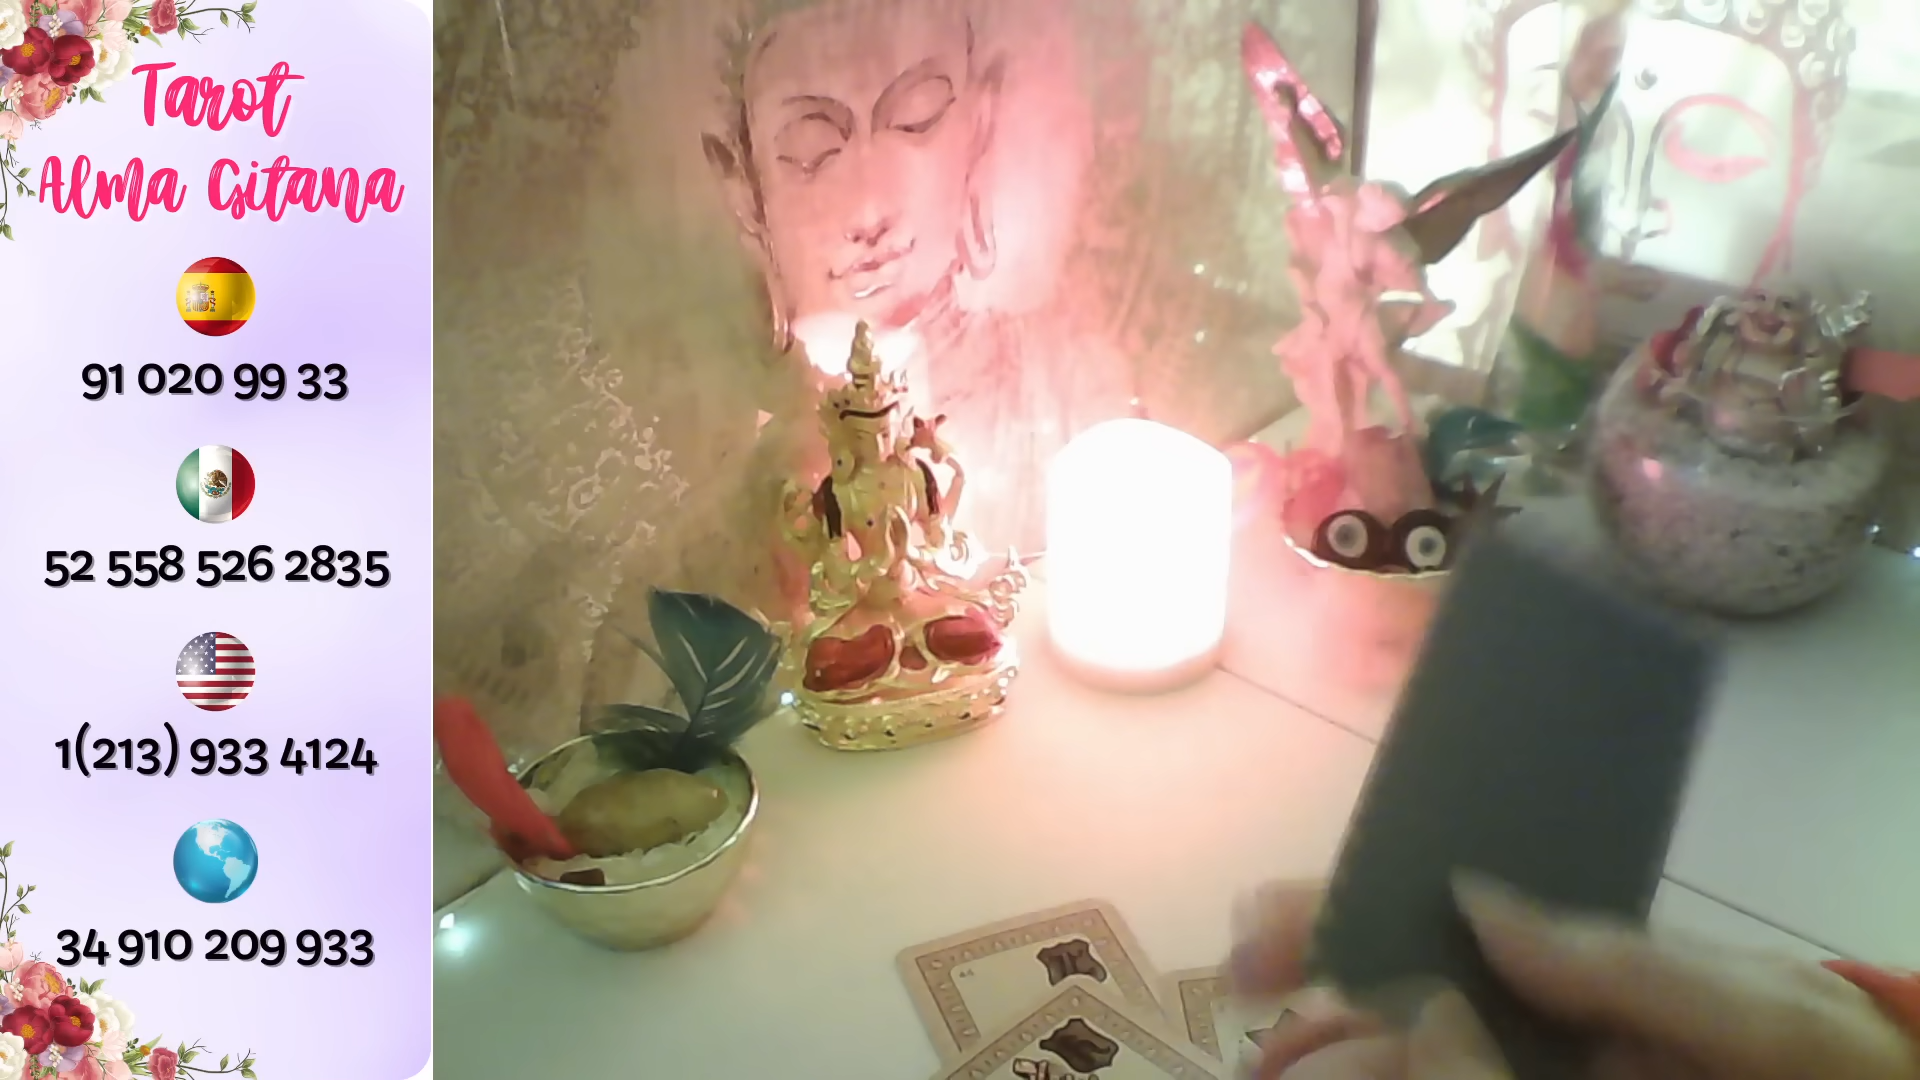 Tarot
Alma Gitana
91 020 99 33
52 558 526 2835
1(213) 933 4124
34 910 209 933